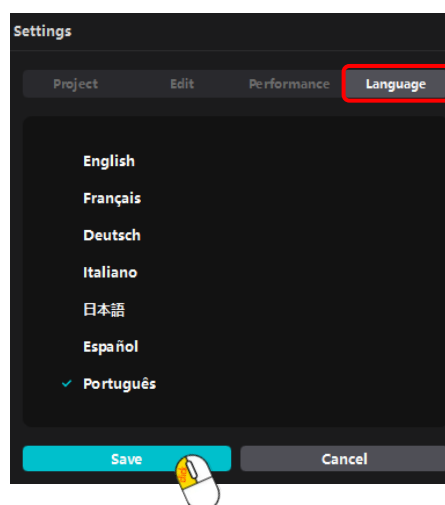 Settings
Project Edit Performance Language
English
Français
Deutsch
Italiano
日本語
Español
Português
Save Cancel